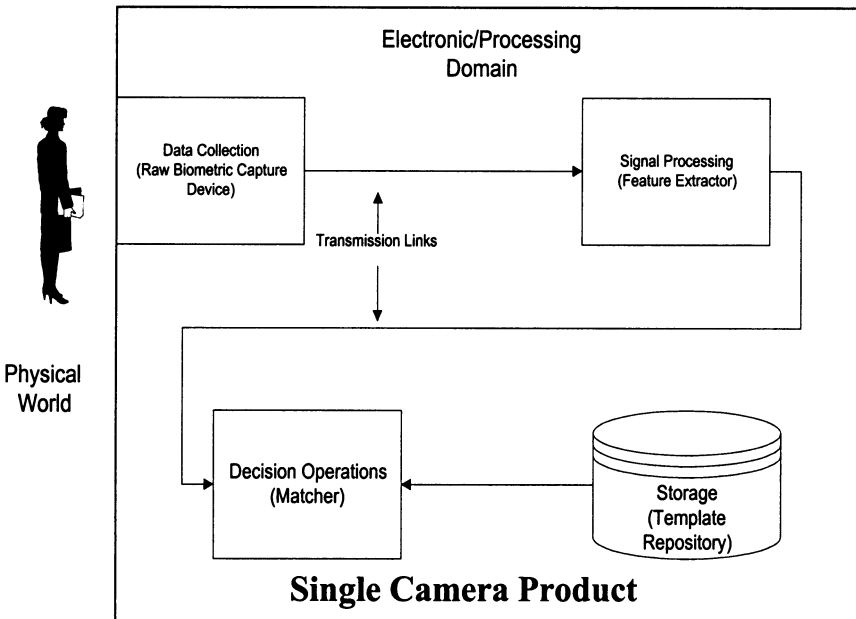 Electronic/Processing
Domain
Data Collection
(Raw Biometric Capture
Device)
Signal Processing
(Feature Extractor)
Transmission Links
Physical
World
Decision Operations
(Matcher)
Storage
(Template
Repository)
Single Camera Product